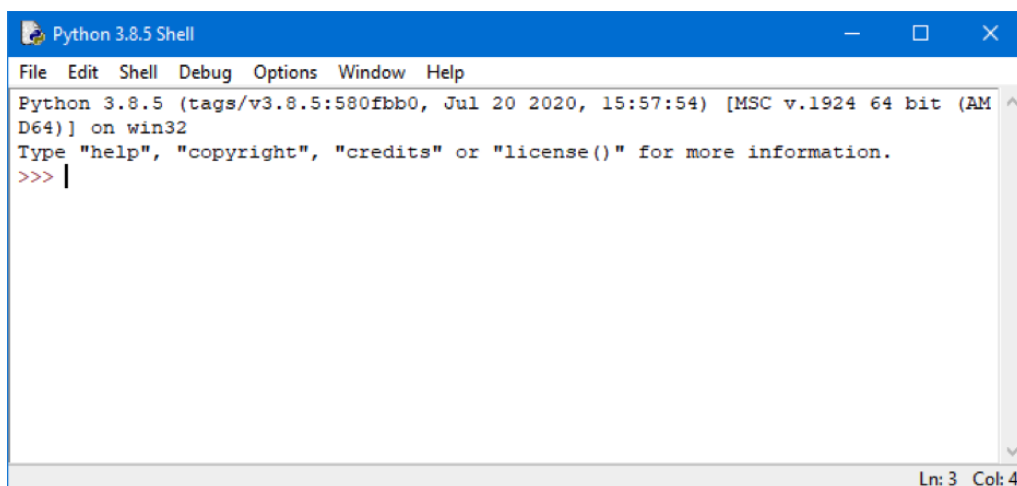 Python 3.8.5 Shell
File Edit Shell Debug Options Window Help
Python 3.8.5 (tags/v3.8.5:580fbb0, Jul 20 2020, 15:57:54) [MSC v.1924 64 bit (AM
D64)] on win32
Type "help", "copyright", "credits" or "license()" for more information.
>>>
Ln: 3 Col: 4